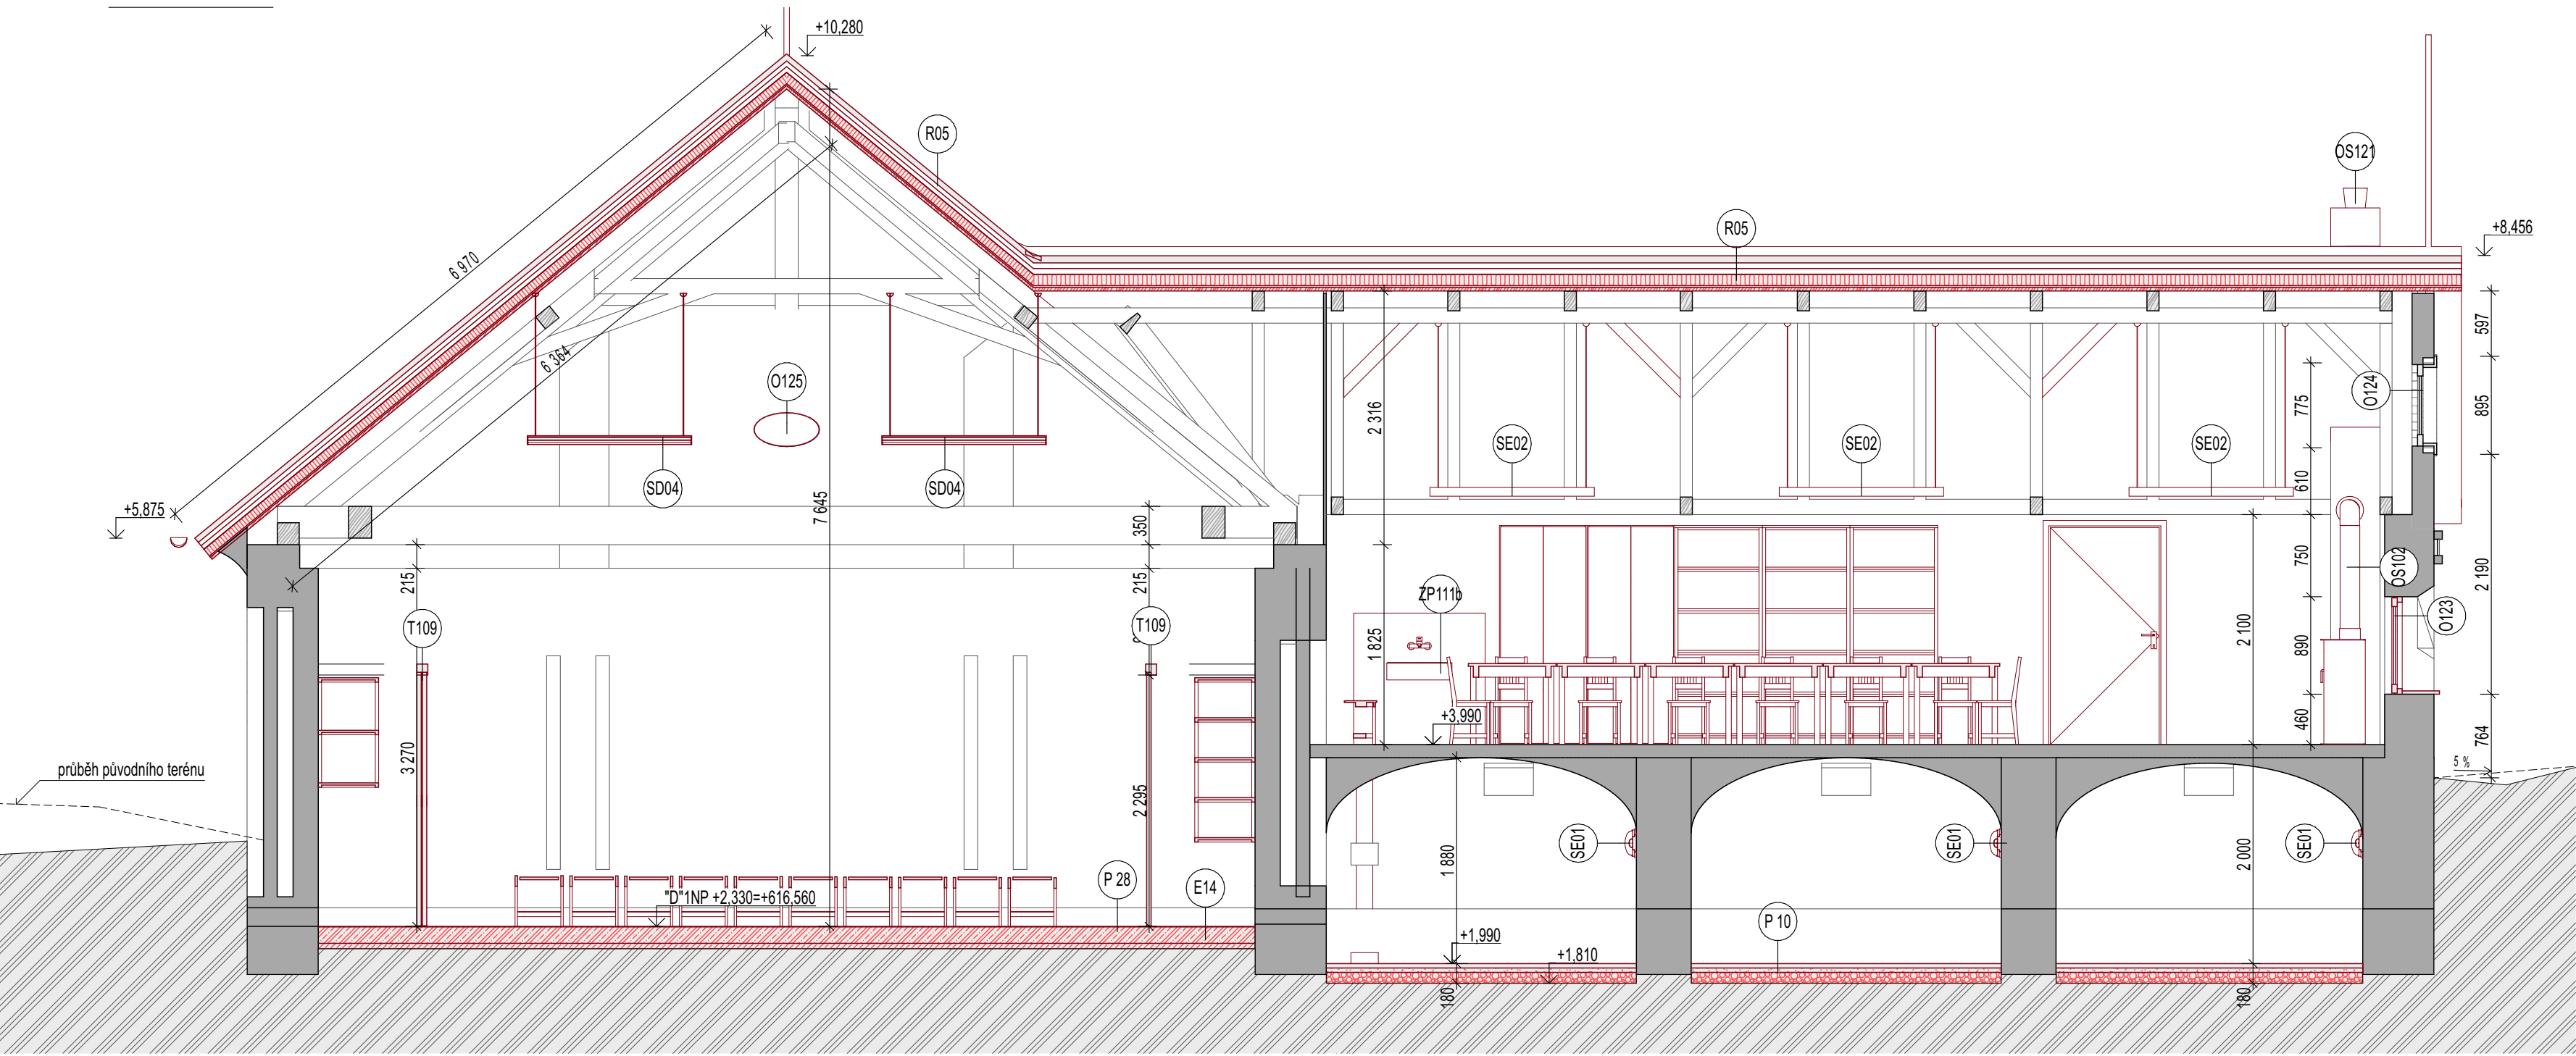 +10,280
R05
OS121
R05
+8,456
6 970
597
6 364
O125
O124
775
895
2 316
SE02
SE02
SE02
SD04
SD04
+5,875
7 645
610
350
215
215
750
OS102
2 190
ZP111b
O123
T109
T109
1 825
2 100
890
+3,990
460
764
5 %
průběh původního terénu
3 270
2 295
SE01
SE01
SE01
1 880
2 000
P 28
E14
"D"1NP +2,330=+616,560
P 10
+1,990
+1,810
180
180